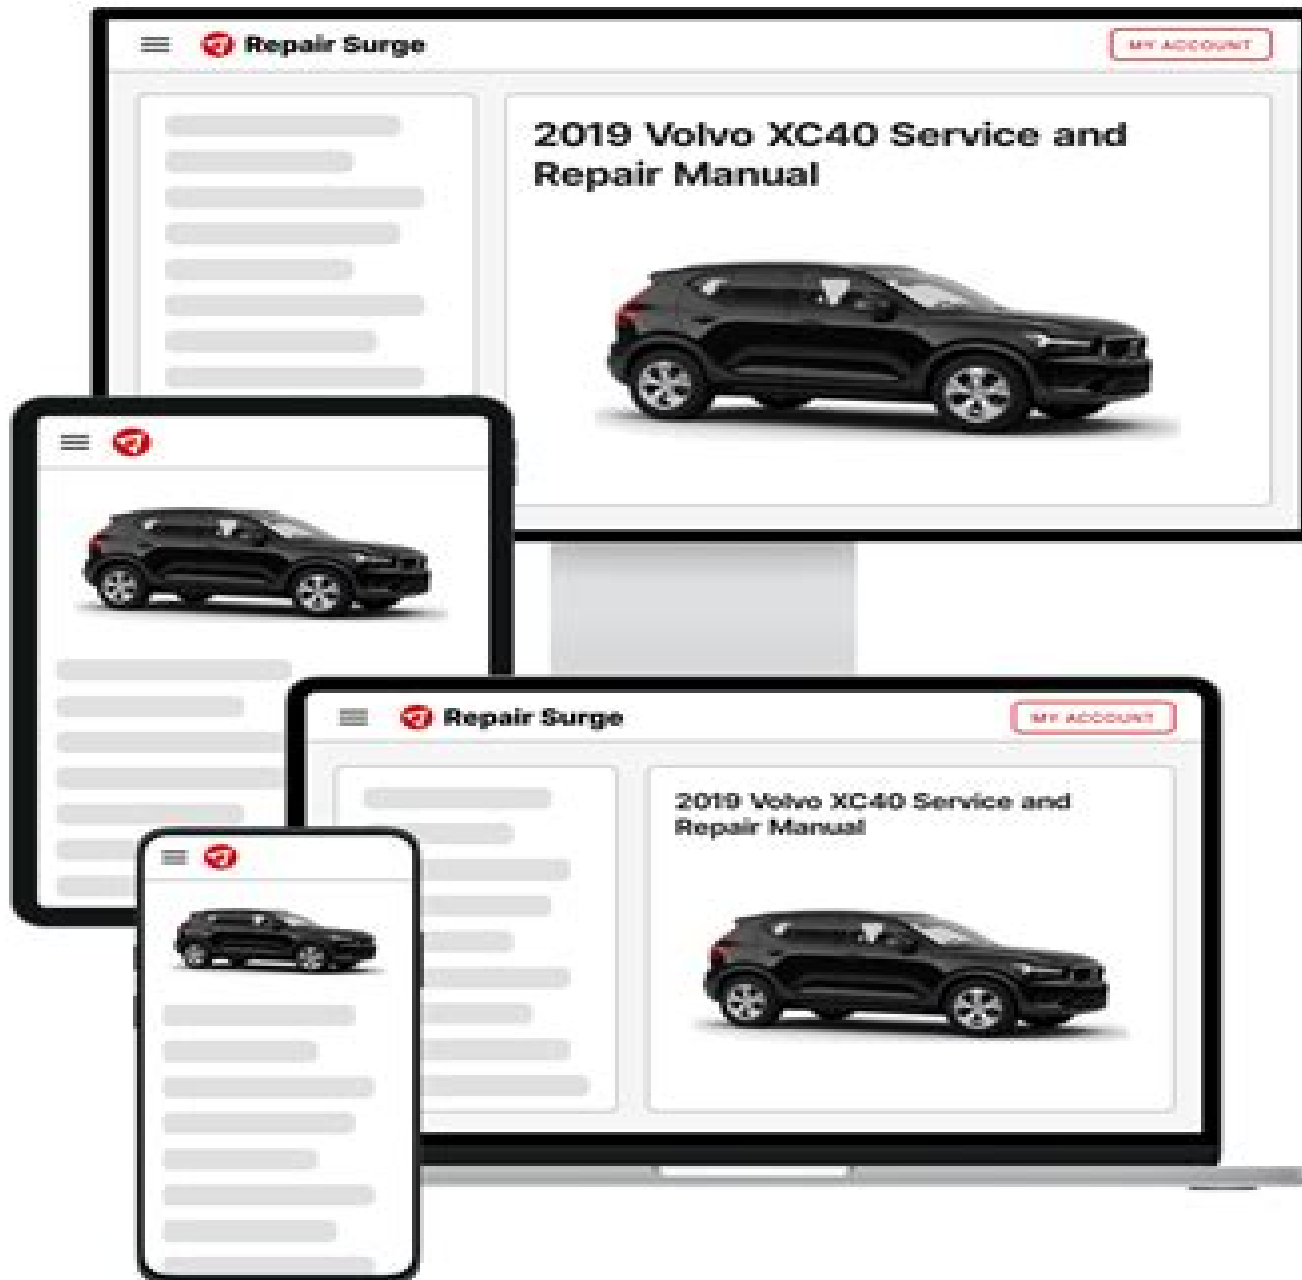 Repair Surge
MY ACCOUNT
2019 Volvo XC40 Service and
Repair Manual
Repair Surge
MY ACCOUNT
2019 Volvo XC40 Service and
Repair Manual